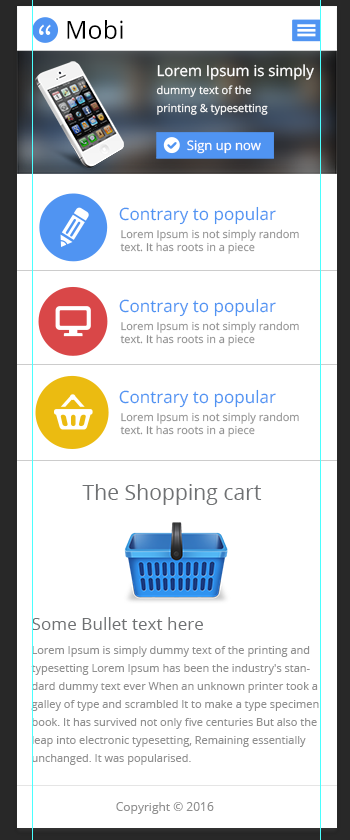 Mobi
Lorem Ipsum is simply
dummy text of the
printing & typesetting
Sign up now
Contrary to popular
Lorem Ipsum is not simply random
text. It has roots in a piece
Contrary to popular
Lorem Ipsum is not simply random
text. It has roots in a piece
Contrary to popular
Lorem Ipsum is not simply random
text. It has roots in a piece
The Shopping cart
Some Bullet text here
Lorem Ipsum is simply dummy text of the printing and
typesetting Lorem Ipsum has been the industry's stan-
dard dummy text ever When an unknown printer took a
galley of type and scrambled It to make a type specimen
book. It has survived not only five centuries But also the
leap into electronic typesetting, Remaining essentially
unchanged. It was popularised.
Copyright © 2016